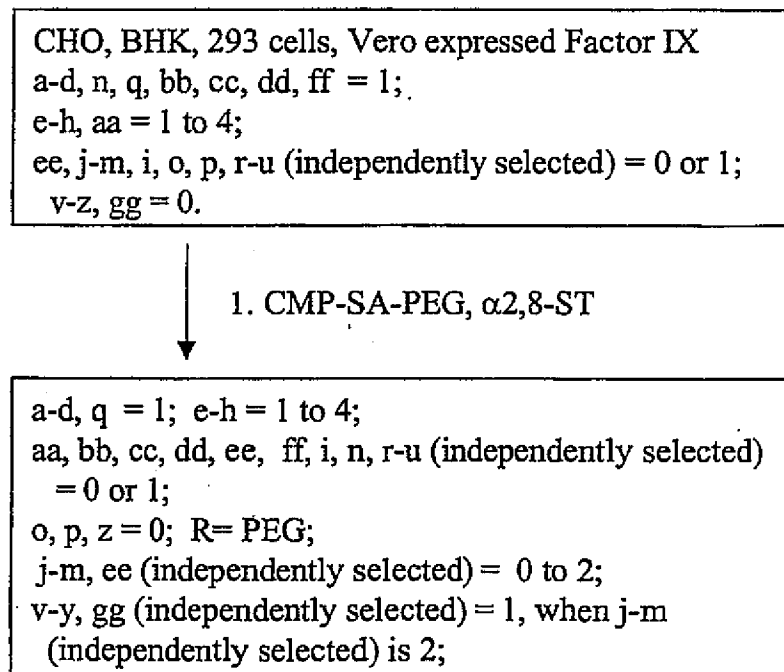 CHO, BHK, 293 cells, Vero expressed Factor IX
a-d, n, q, bb, cc, dd, ff = 1;
e-h, aa = 1 to 4;
ee, j-m, i, o, p, r-u (independently selected) = 0 or 1;
v-z, gg = 0.
1. CMP-SA-PEG, α2,8-ST
a-d, q = 1; e-h = 1 to 4;
aa, bb, cc, dd, ee, ff, i, n, r-u (independently selected)
= 0 or 1;
o, p, z = 0; R= PEG;
j-m, ee (independently selected) = 0 to 2;
v-y, gg (independently selected) = 1, when j-m
(independently selected) is 2;